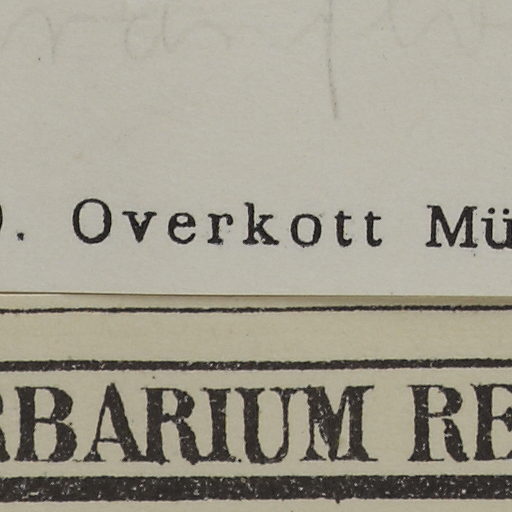 . Overkott Mü
RBARIUM RE